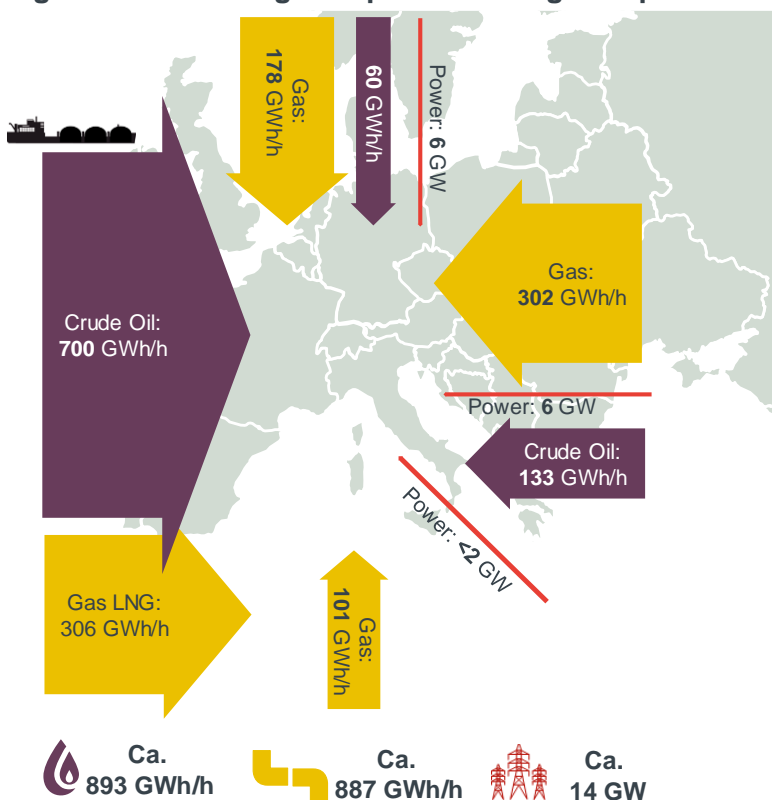 Gas:
178 GWh/h
60 GWh/h
Power: 6 GW
Gas:
302 GWh/h
Crude Oil:
700 GWh/h
Power: 6 GW
Crude Oil:
133 GWh/h
Power: <2 GW
Gas LNG:
306 GWh/h
Gas:
101 GWh/h
Ca.
893 GWh/h
Ca.
887 GWh/h
Ca.
14 GW